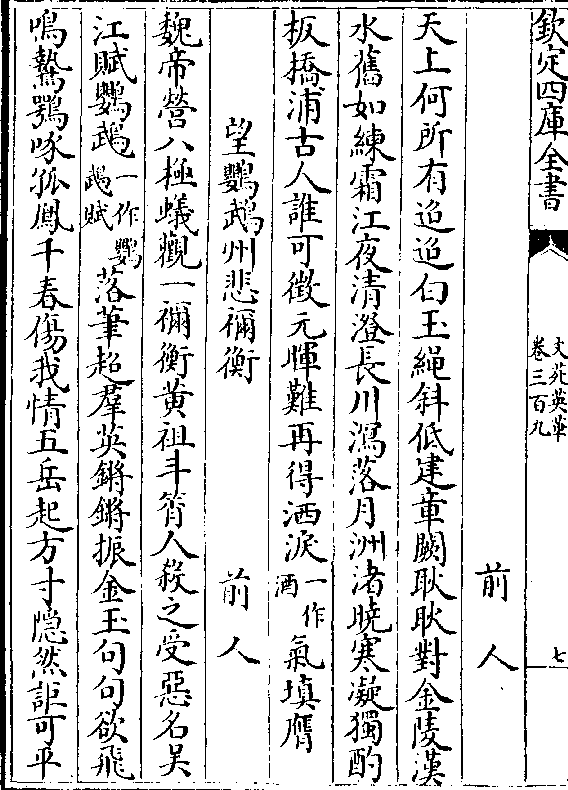 欽定四庫全書
文苑英華
卷三百九
七
前人
天上何所有迢迢白玉繩斜低建章闕耿耿對金陵漢
水舊如練霜江夜清澄長川瀉落月洲渚曉寒凝獨酌
板橋浦古人誰可徵元暉難再得洒淚一作酒氣填膺
望鸚鵡州悲禰衡
前人
魏帝營八極蟻觀一禰衡黃祖斗筲人殺之受惡名吳
江賦鸚鵡一作鸚鵡賦落筆超羣英鏘鏘振金玉句句欲飛
鳴鷙鶚啄孤鳳千春傷我情五岳起方寸隠然詎可平